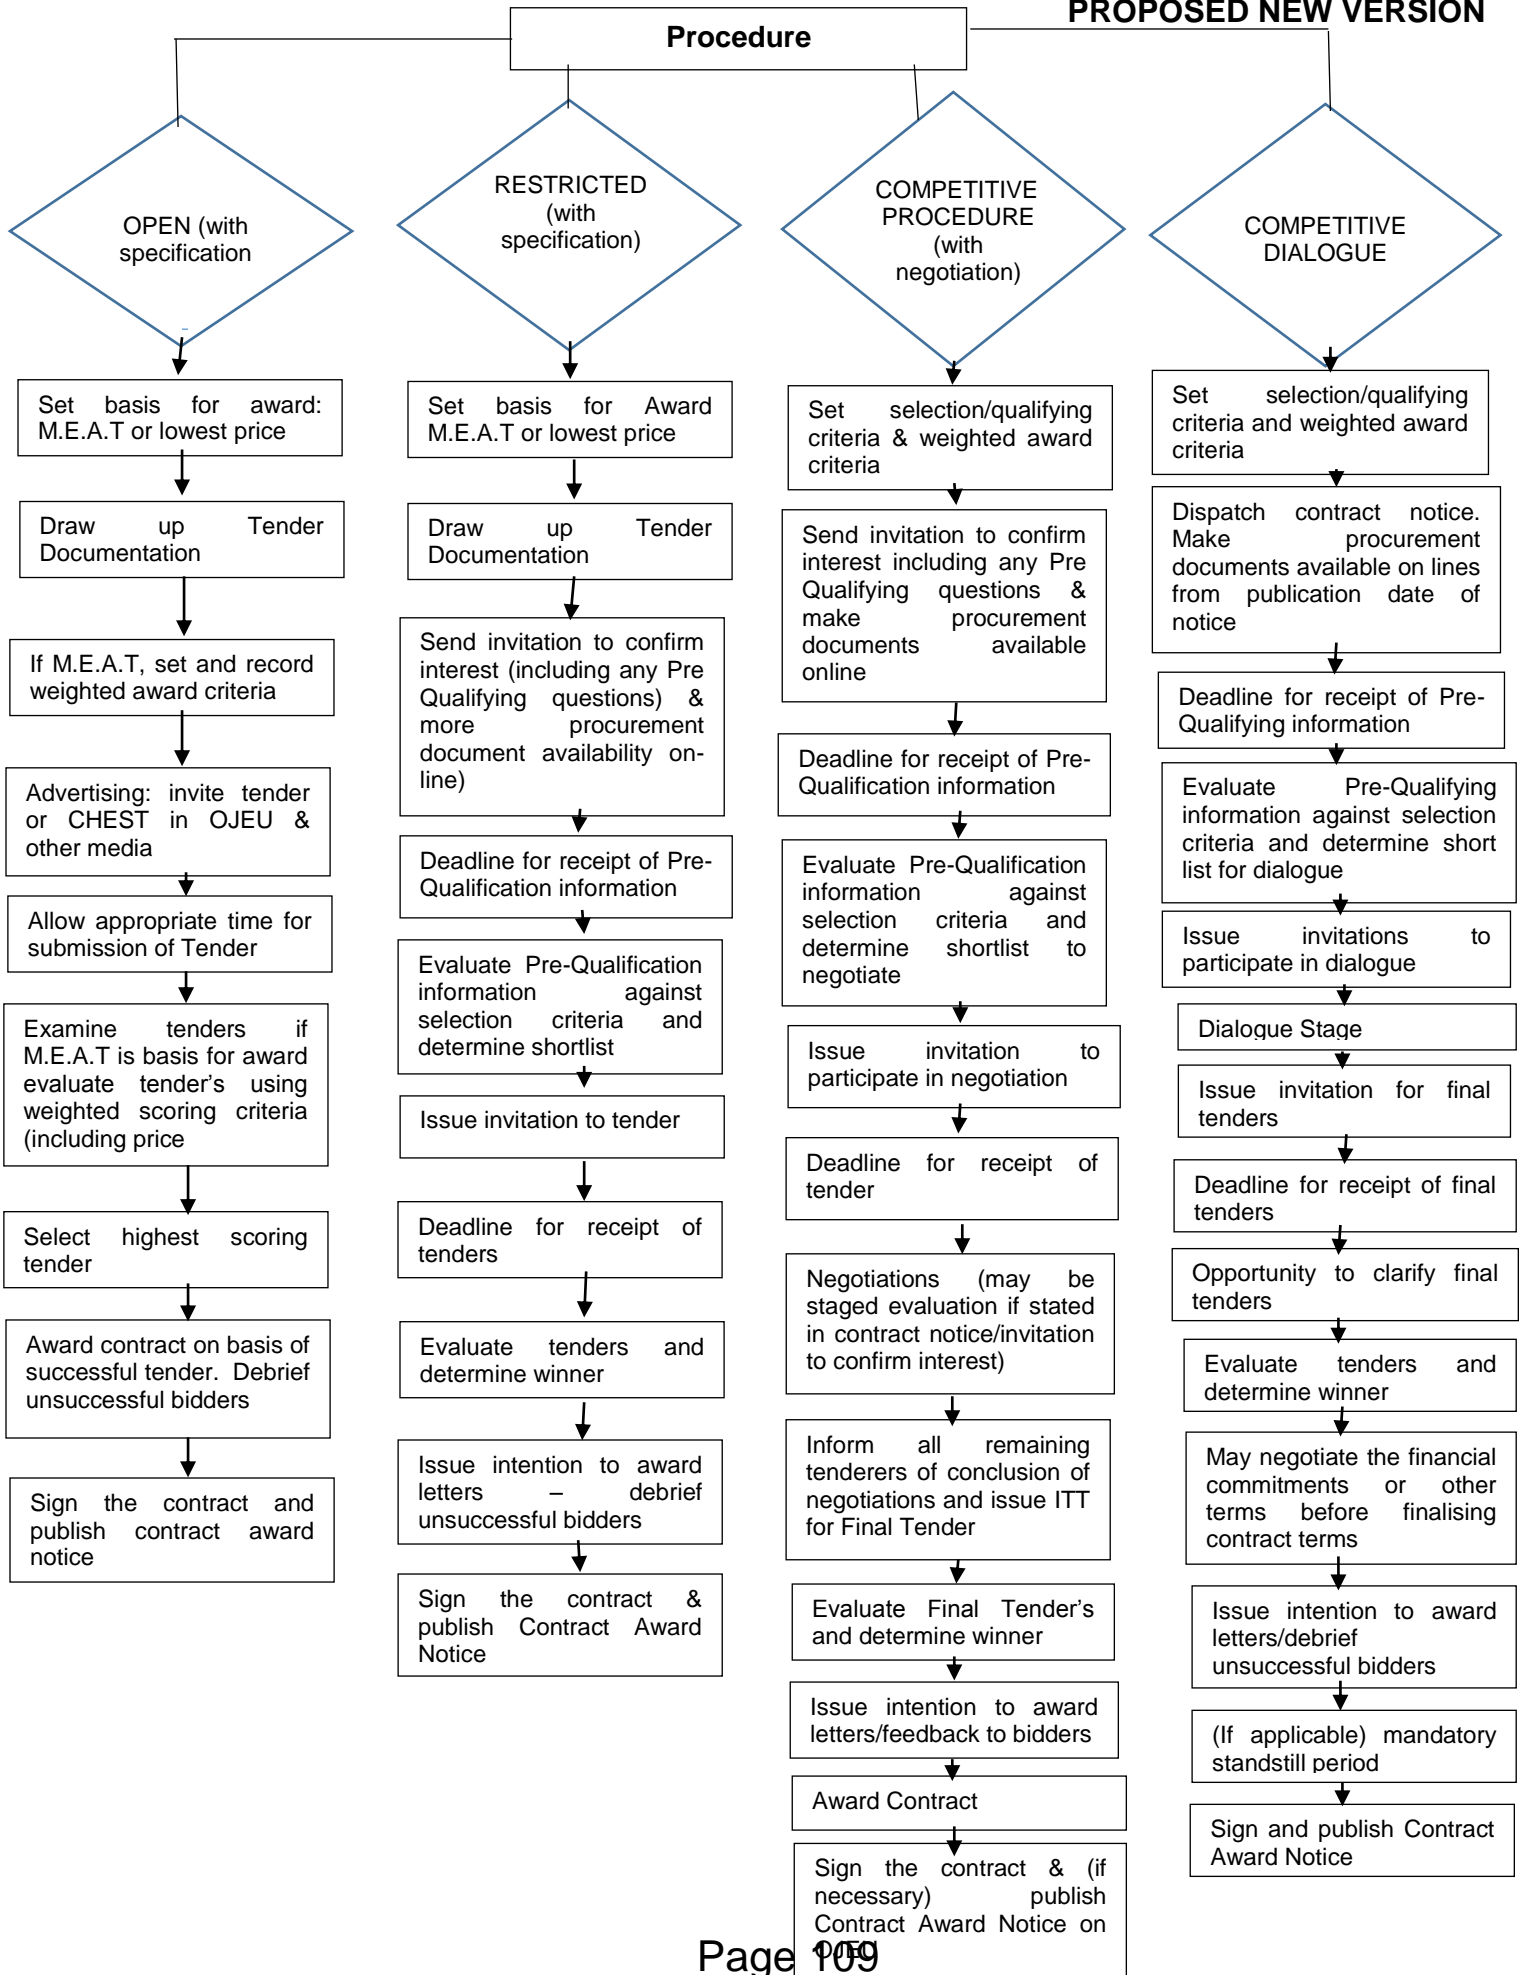 PROPOSED NEW VERSION
Procedure
OPEN (with
specification
Set basis for award:
M.E.A.T or lowest price
Draw up Tender
Documentation
If M.E.A.T, set and record
weighted award criteria
Advertising: invite tender
or CHEST in OJEU &
other media
Allow appropriate time for
submission of Tender
Examine tenders if
M.E.A.T is basis for award
evaluate tender's using
weighted scoring criteria
(including price
Select highest scoring
tender
Award contract on basis of
successful tender. Debrief
unsuccessful bidders
Sign the contract and
publish contract award
notice
RESTRICTED
(with
specification)
Set basis for Award
M.E.A.T or lowest price
Draw up Tender
Documentation
Send invitation to confirm
interest (including any Pre
Qualifying questions) &
more procurement
document availability on-
line)
Deadline for receipt of Pre-
Qualification information
Evaluate Pre-Qualification
information against
selection criteria and
determine shortlist
Issue invitation to tender
Deadline for receipt of
tenders
Evaluate tenders and
determine winner
Issue intention to award
letters – debrief
unsuccessful bidders
Sign the contract &
publish Contract Award
Notice
COMPETITIVE
PROCEDURE
(with
negotiation)
Set selection/qualifying
criteria & weighted award
criteria
Send invitation to confirm
interest including any Pre
Qualifying questions &
make procurement
documents available
online
Deadline for receipt of Pre-
Qualification information
Evaluate Pre-Qualification
information against
selection criteria and
determine shortlist to
negotiate
Issue invitation to
participate in negotiation
Deadline for receipt of
tender
Negotiations (may be
staged evaluation if stated
in contract notice/invitation
to confirm interest)
Inform all remaining
tenderers of conclusion of
negotiations and issue ITT
for Final Tender
Evaluate Final Tender's
and determine winner
Issue intention to award
letters/feedback to bidders
Award Contract
Sign the contract & (if
necessary) publish
Contract Award Notice on
OJEU
COMPETITIVE
DIALOGUE
Set selection/qualifying
criteria and weighted award
criteria
Dispatch contract notice.
Make procurement
documents available on lines
from publication date of
notice
Deadline for receipt of Pre-
Qualifying information
Evaluate Pre-Qualifying
information against selection
criteria and determine short
list for dialogue
Issue invitations to
participate in dialogue
Dialogue Stage
Issue invitation for final
tenders
Deadline for receipt of final
tenders
Opportunity to clarify final
tenders
Evaluate tenders and
determine winner
May negotiate the financial
commitments or other
terms before finalising
contract terms
Issue intention to award
letters/debrief
unsuccessful bidders
(If applicable) mandatory
standstill period
Sign and publish Contract
Award Notice
Page 109